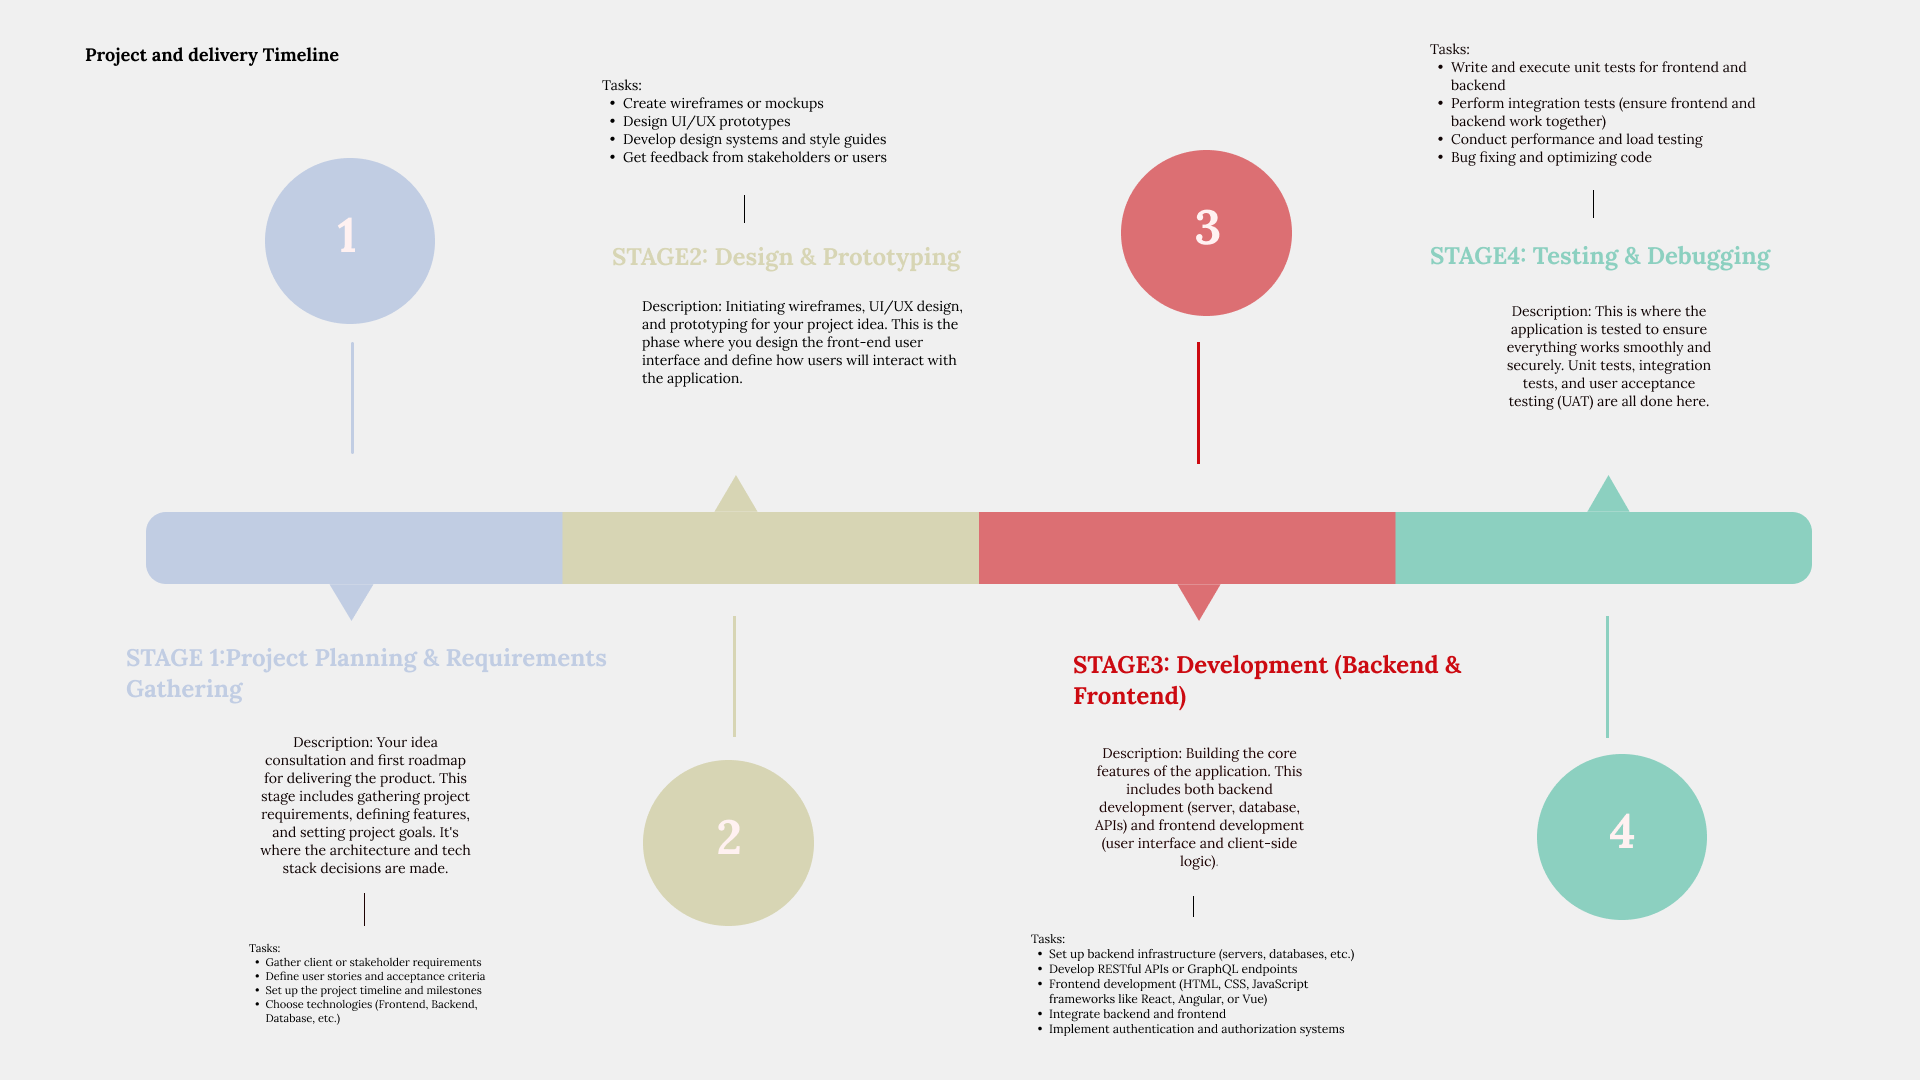 Project and delivery Timeline
1
STAGE 1:Project Planning & Requirements
Gathering
Description: Your idea
consultation and first roadmap
for delivering the product. This
stage includes gathering project
requirements, defining features,
and setting project goals. It's
where the architecture and tech
stack decisions are made.
Tasks:
• Gather client or stakeholder requirements
• Define user stories and acceptance criteria
• Set up the project timeline and milestones
• Choose technologies (Frontend, Backend,
Database, etc.)
Tasks:
• Create wireframes or mockups
• Design UI/UX prototypes
• Develop design systems and style guides
• Get feedback from stakeholders or users
STAGE2: Design & Prototyping
Description: Initiating wireframes, UI/UX design,
and prototyping for your project idea. This is the
phase where you design the front-end user
interface and define how users will interact with
the application.
2
3
STAGE3: Development (Backend &
Frontend)
Description: Building the core
features of the application. This
includes both backend
development (server, database,
APIs) and frontend development
(user interface and client-side
logic).
Tasks:
• Set up backend infrastructure (servers, databases, etc.)
• Develop RESTful APIs or GraphQL endpoints
• Frontend development (HTML, CSS, JavaScript
frameworks like React, Angular, or Vue)
• Integrate backend and frontend
• Implement authentication and authorization systems
Tasks:
• Write and execute unit tests for frontend and
backend
• Perform integration tests (ensure frontend and
backend work together)
• Conduct performance and load testing
• Bug fixing and optimizing code
STAGE4: Testing & Debugging
Description: This is where the
application is tested to ensure
everything works smoothly and
securely. Unit tests, integration
tests, and user acceptance
testing (UAT) are all done here.
4